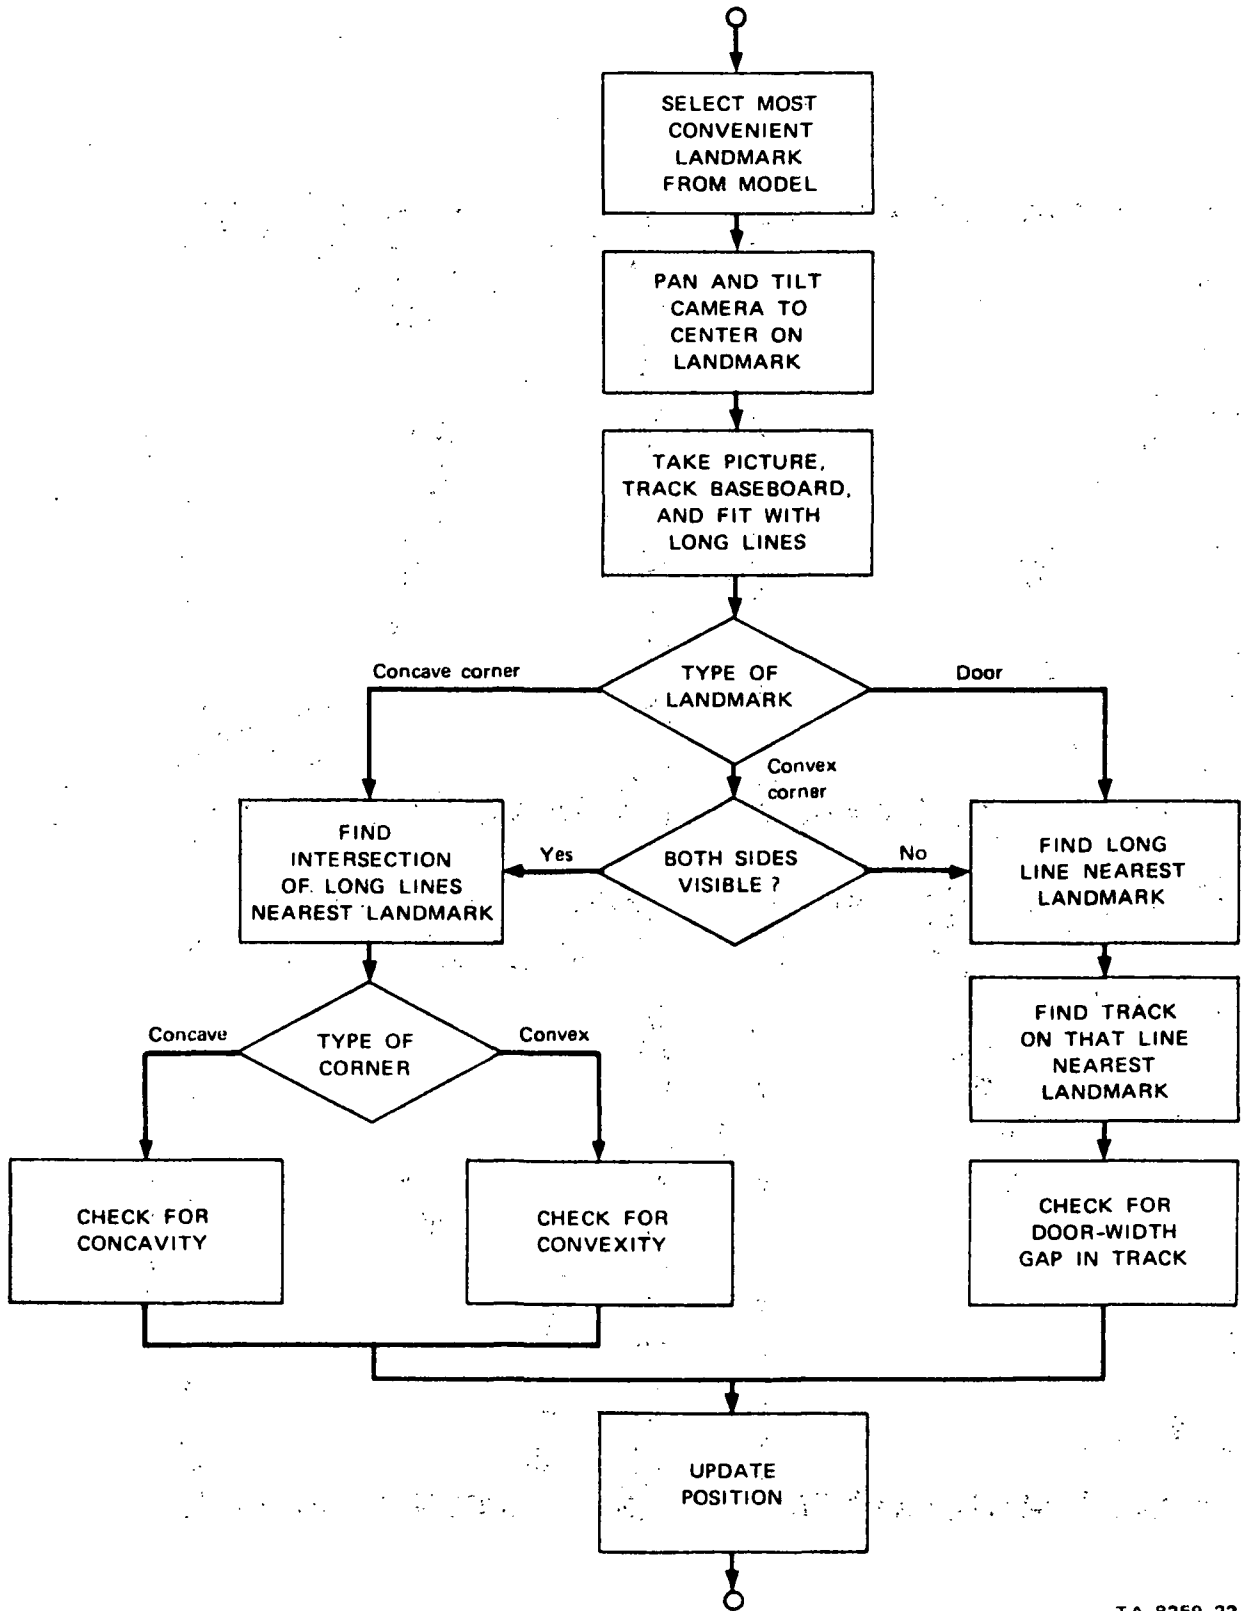 SELECT MOST
CONVENIENT
LANDMARK
FROM MODEL
PAN AND TILT
CAMERA TO
CENTER ON
LANDMARK
TAKE PICTURE,
TRACK BASEBOARD,
AND FIT WITH
LONG LINES
TYPE OF
LANDMARK
Concave corner
Door
Convex
corner
FIND
INTERSECTION
OF LONG LINES
NEAREST LANDMARK
Yes
BOTH SIDES
VISIBLE ?
No
FIND LONG
LINE NEAREST
LANDMARK
TYPE OF
CORNER
Concave
Convex
FIND TRACK
ON THAT LINE
NEAREST
LANDMARK
CHECK FOR
CONCAVITY
CHECK FOR
CONVEXITY
CHECK FOR
DOOR-WIDTH
GAP IN TRACK
UPDATE
POSITION